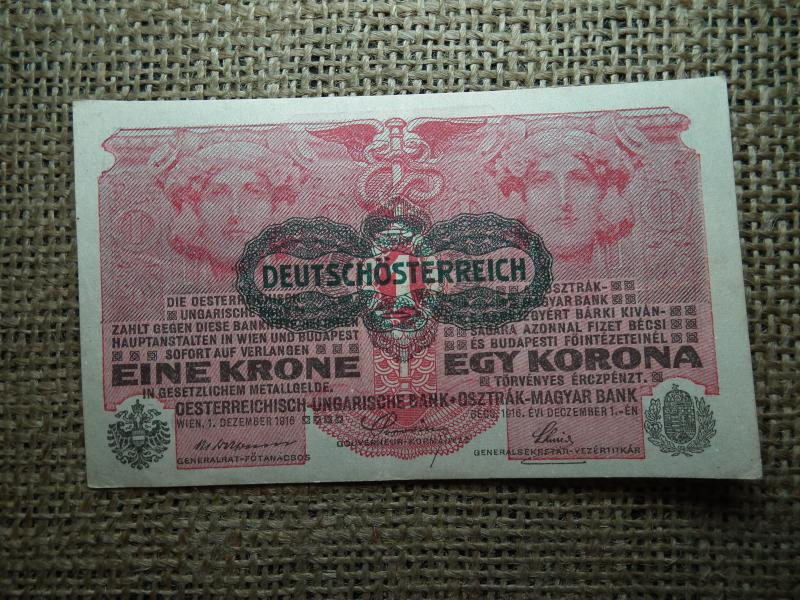 DEUTSCHÖSTERREICH
DIE OESTERREICHISCH
UNGARISCHE
ZAHLT GEGEN DIESE
HAUPTANSTALTEN IN WIEN UND BUDAPEST
SOFORT AUF VERLANGEN
EINE KRONE
IN GESETZLICHEM METALLGELDE.
OSZTRÁK-
MAGYAR BANK
BÁRKI KIVÁN-
SÁGÁRA AZONNAL FIZET BÉCSI
ÉS BUDAPESTI FŐINTÉZETEINÉL
EGY KORONA
TÖRVÉNYES ÉRCZPÉNZT.
OESTERREICHISCH-UNGARISCHE BANK • OSZTRÁK-MAGYAR BANK
WIEN, 1. DEZEMBER 1916
BÉCS, 1916. ÉVI DECZEMBER 1.-ÉN
GENERALRAT-FŐTANÁCSOS
GOUVERNEUR-KORMÁNYZÓ
GENERALSEKRETÄR-VEZÉRTITKÁR
1